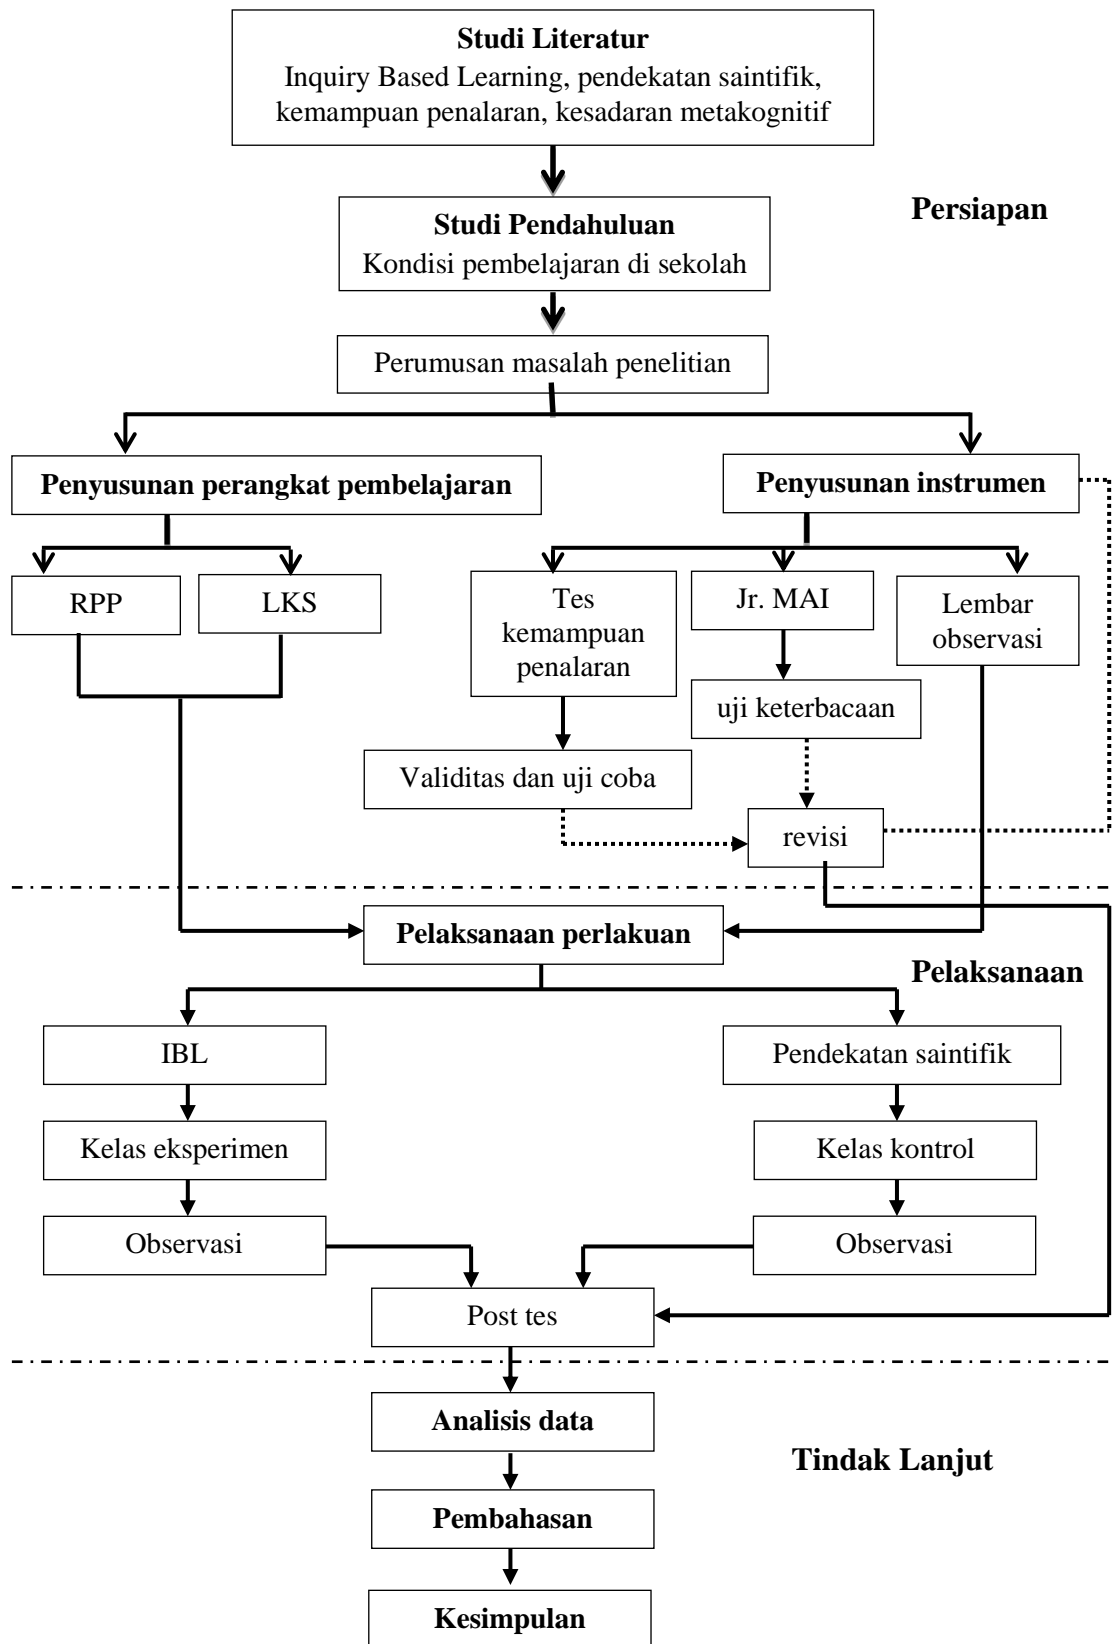 Studi Literatur
Inquiry Based Learning, pendekatan saintifik,
kemampuan penalaran, kesadaran metakognitif
Persiapan
Studi Pendahuluan
Kondisi pembelajaran di sekolah
Perumusan masalah penelitian
Penyusunan perangkat pembelajaran
Penyusunan instrumen
RPP
LKS
Tes
kemampuan
penalaran
Jr. MAI
Lembar
observasi
uji keterbacaan
Validitas dan uji coba
revisi
Pelaksanaan perlakuan
Pelaksanaan
IBL
Pendekatan saintifik
Kelas eksperimen
Kelas kontrol
Observasi
Observasi
Post tes
Analisis data
Tindak Lanjut
Pembahasan
Kesimpulan